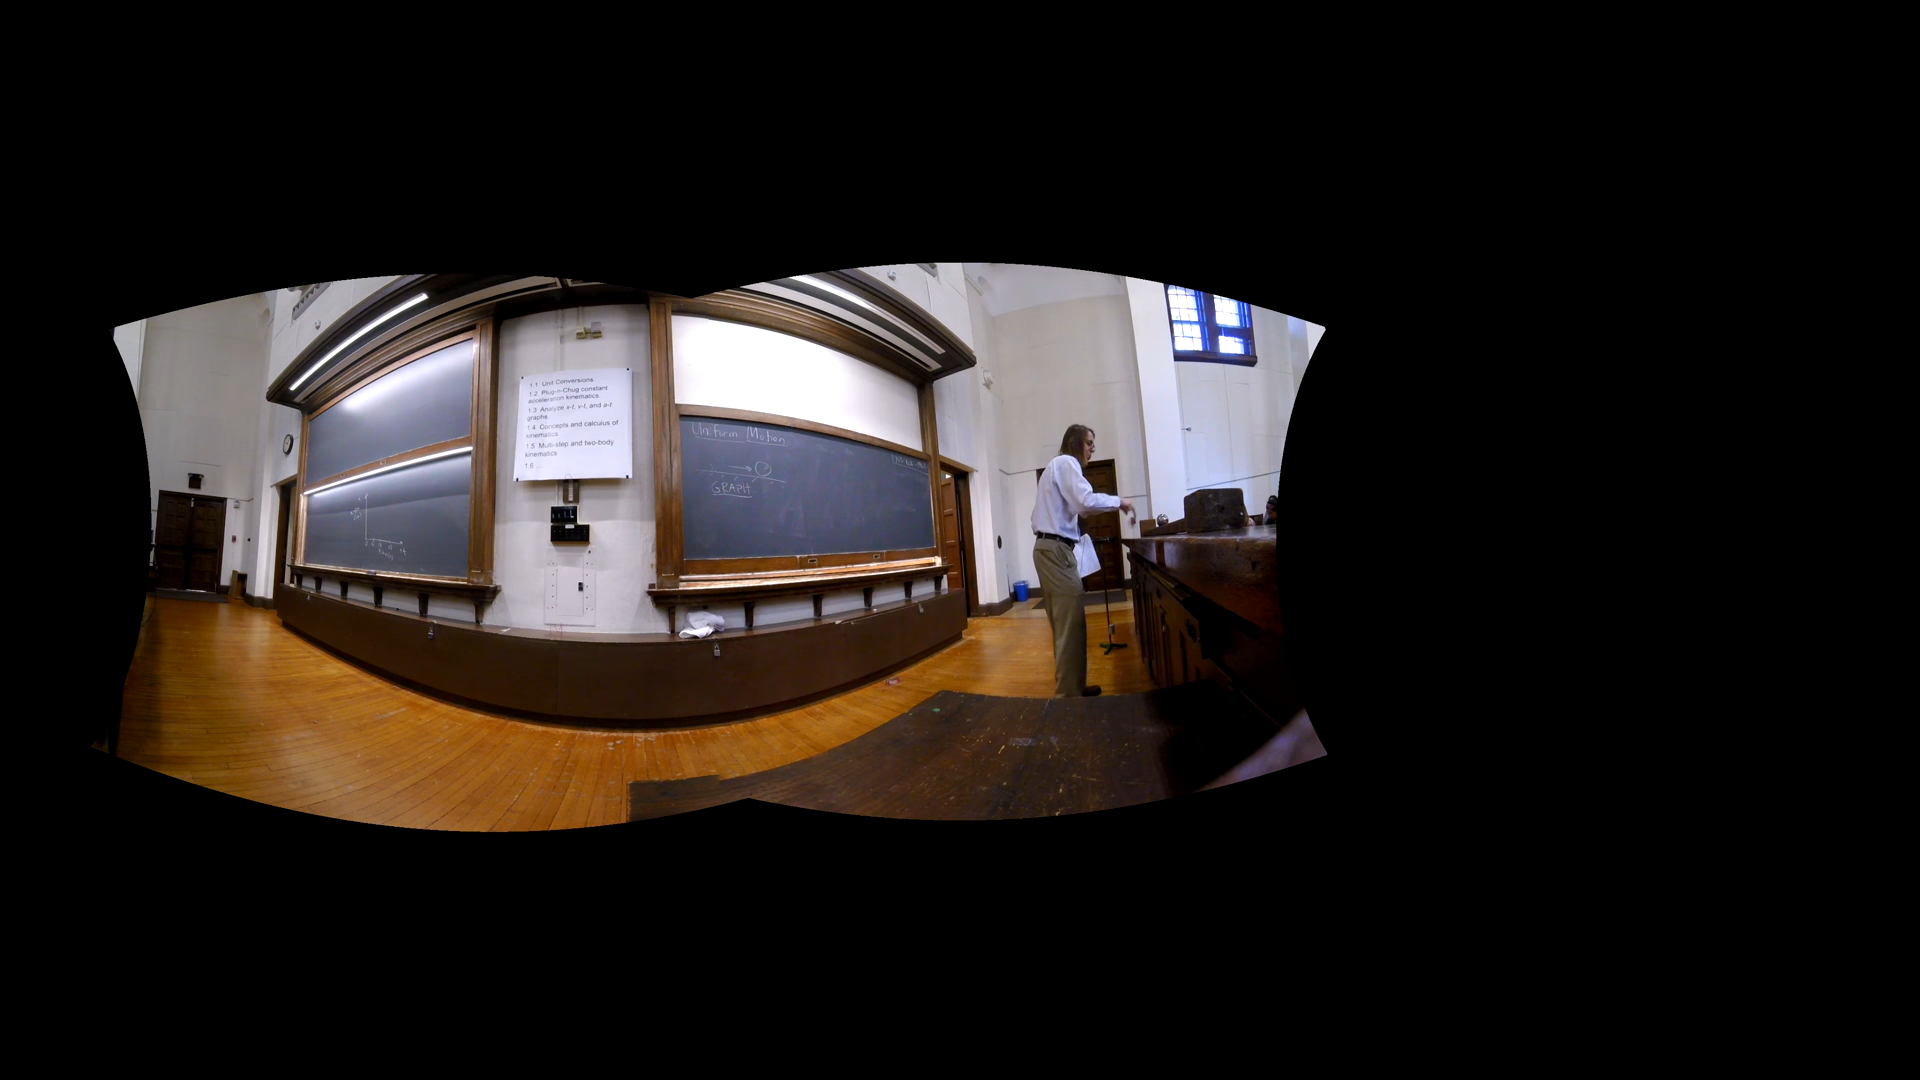 1.1 Unit Conversions
1.2 Plug-n-Chug constant
acceleration kinematics
1.3 Analyze x-t, v-t, and a-t
graphs
1.4 Concepts and calculus of
kinematics
1.5 Multi-step and two-body
kinematics
1.6 ...
Uniform Motion
GRAPH